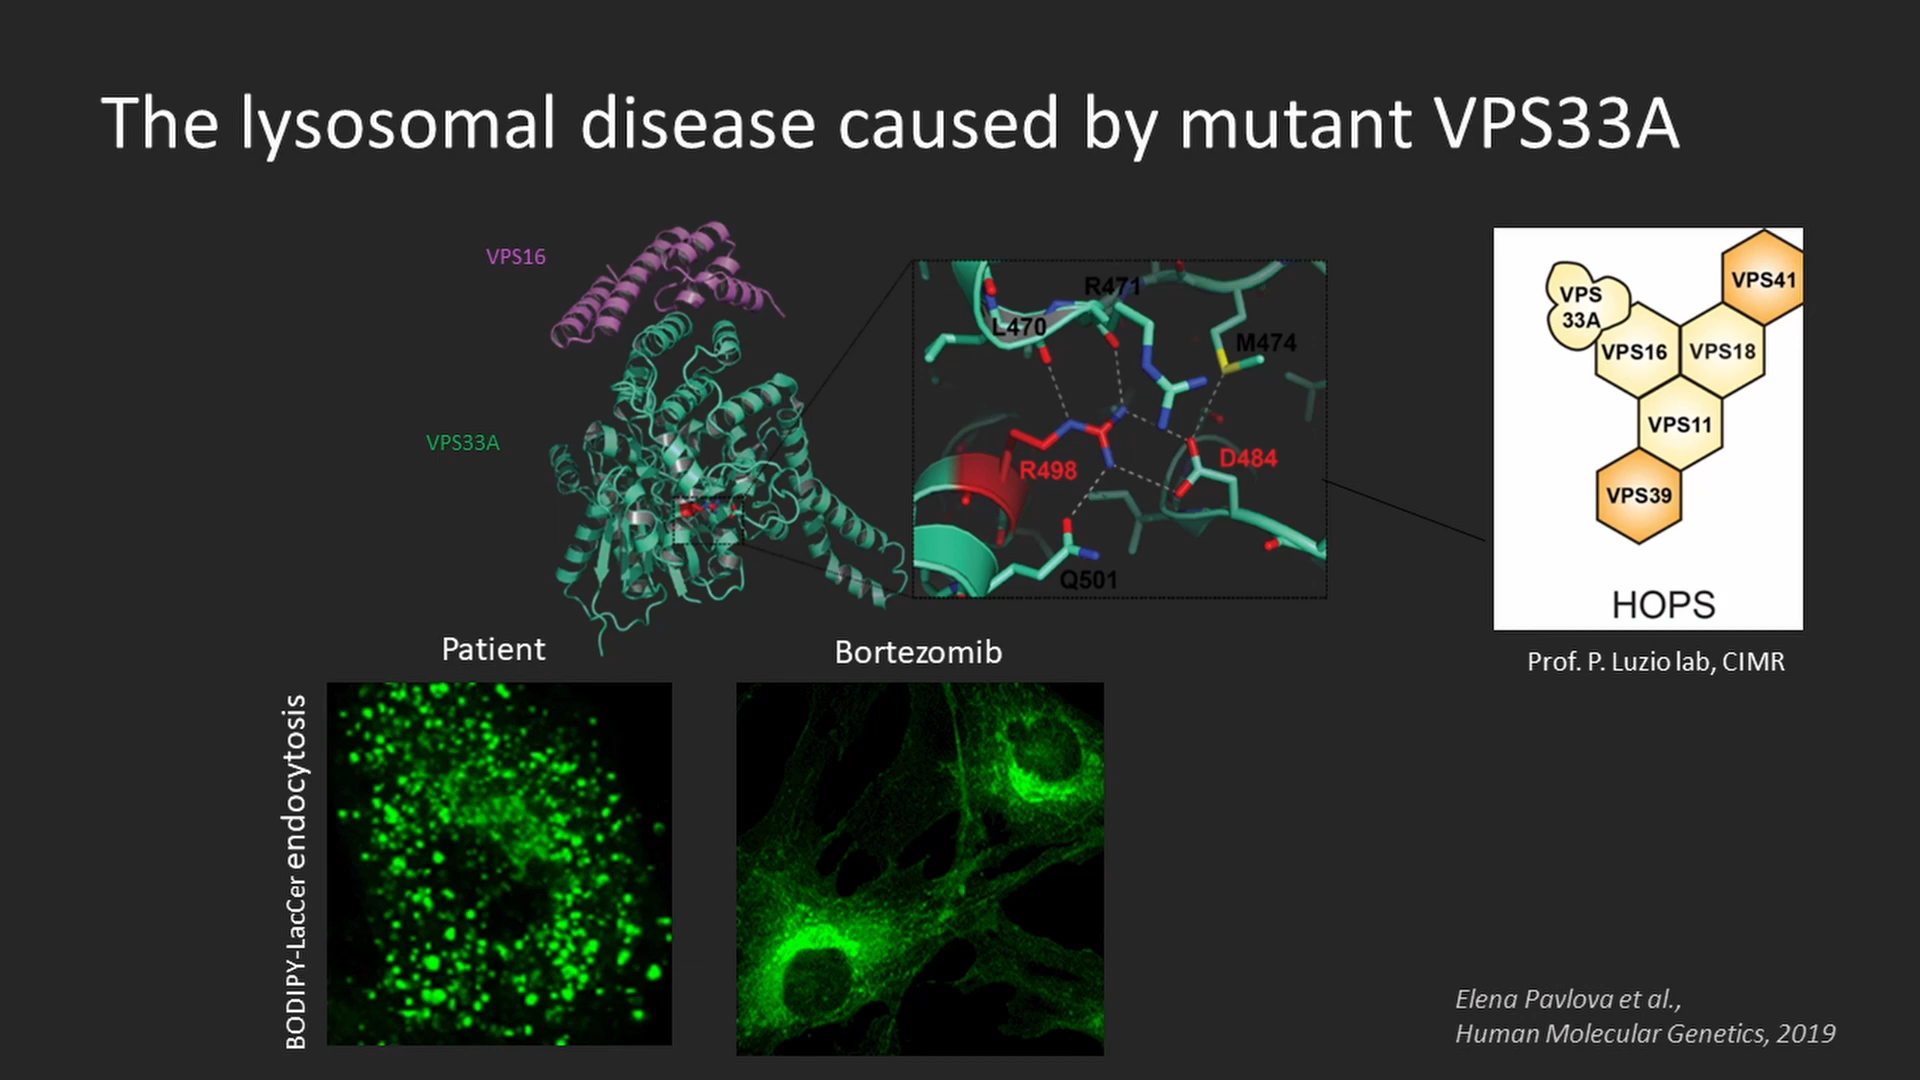 The lysosomal disease caused by mutant VPS33A
VPS16
VPS33A
R471
L470
M474
R498
D484
Q501
VPS41
VPS
33A
VPS16
VPS18
VPS11
VPS39
HOPS
Prof. P. Luzio lab, CIMR
Patient
Bortezomib
BODIPY-LacCer endocytosis
Elena Pavlova et al.,
Human Molecular Genetics, 2019